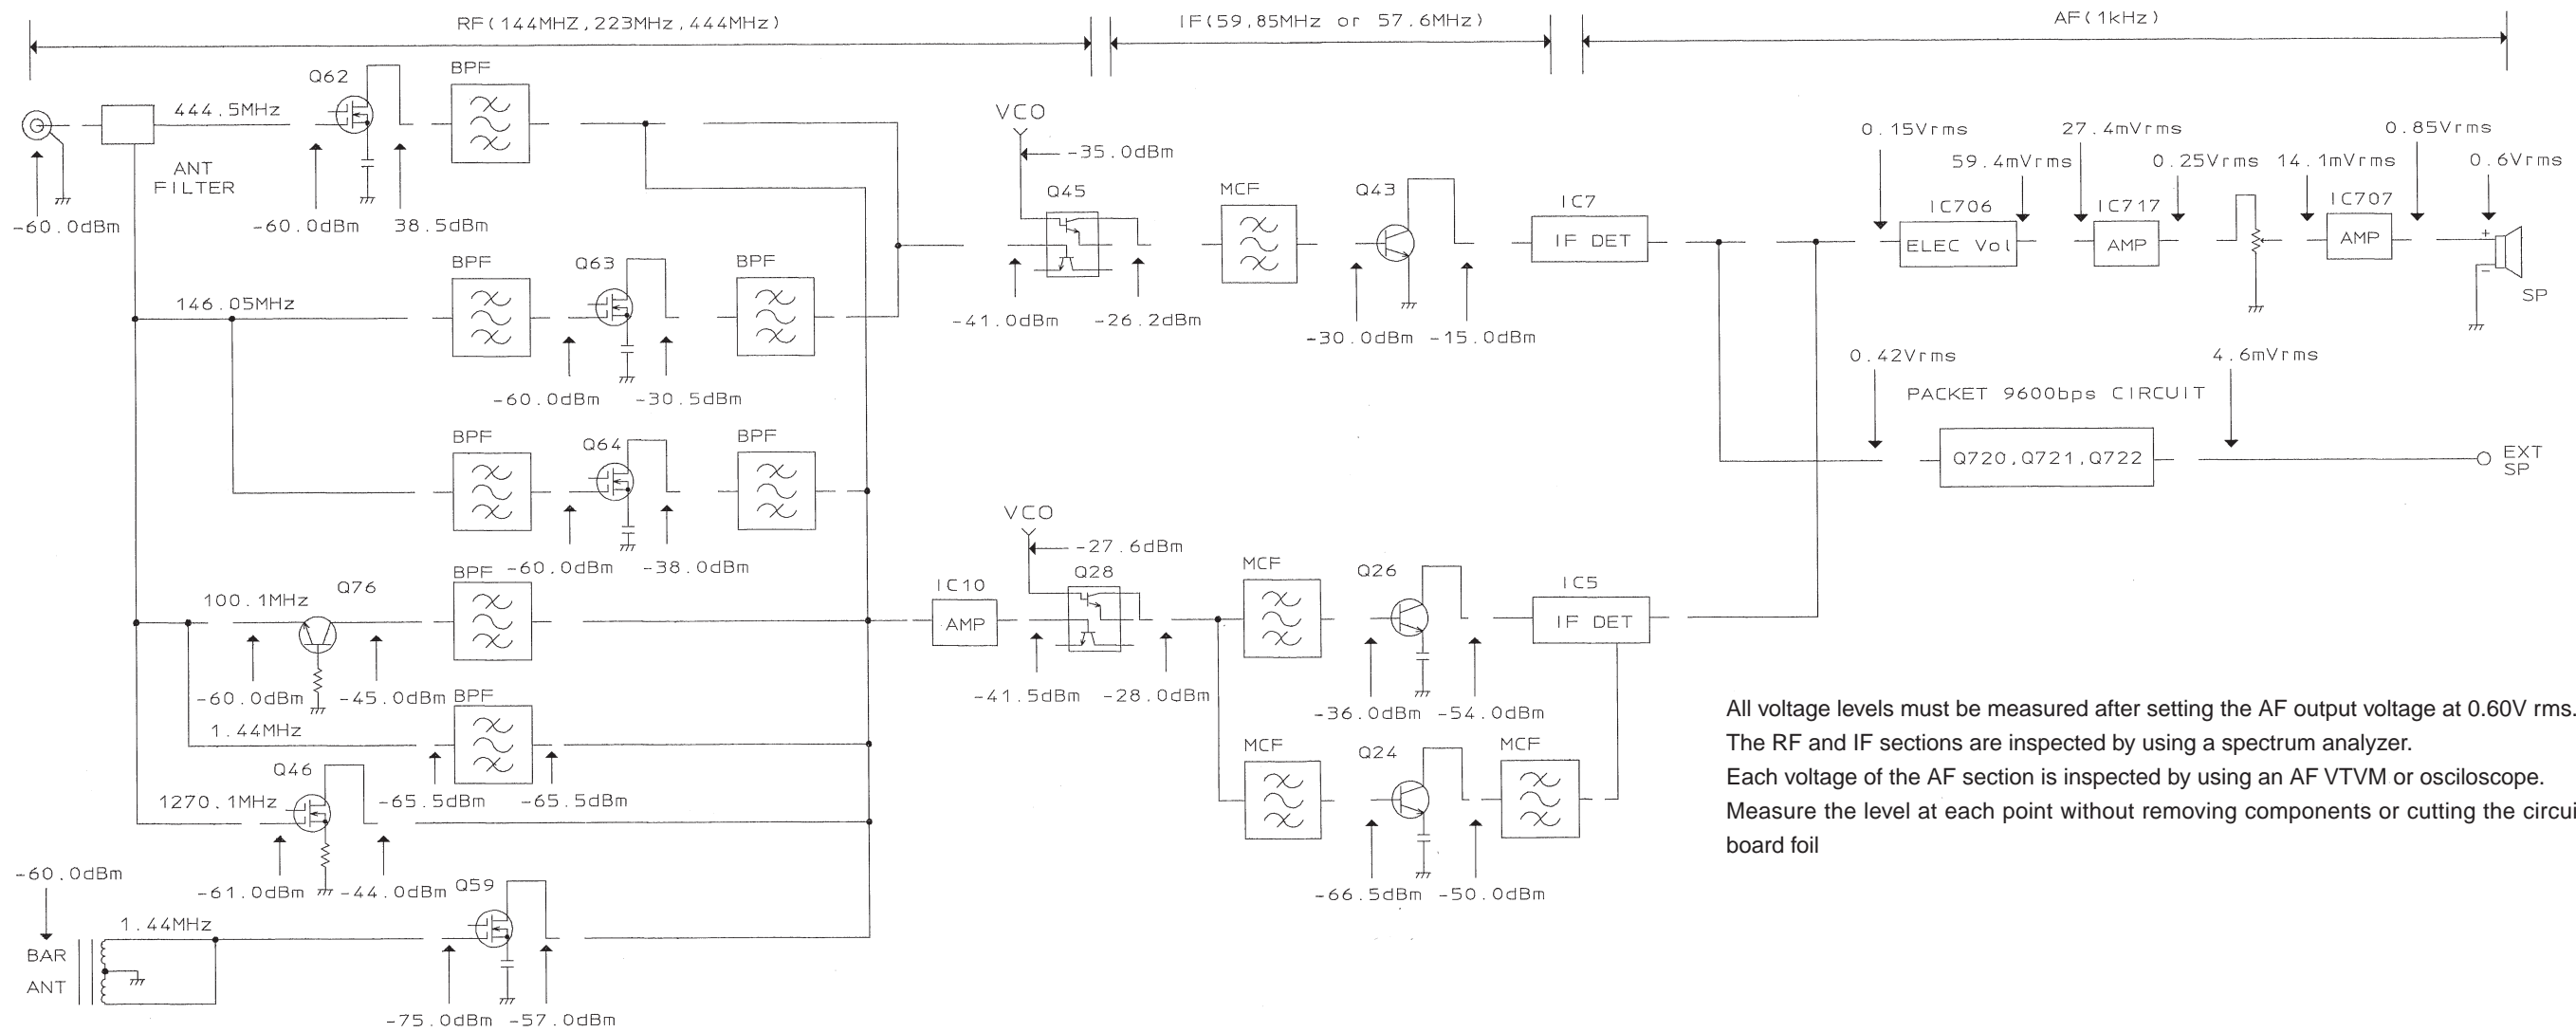 RF(144MHZ,223MHz,444MHz)
IF(59,85MHz or 57.6MHz)
AF(1kHz)
Q62
BPF
444.5MHz
ANT
FILTER
-60.0dBm
-60.0dBm
38.5dBm
VCO
-35.0dBm
Q45
MCF
Q43
IC7
IF DET
-41.0dBm
-26.2dBm
-30.0dBm
-15.0dBm
0.15Vrms
27.4mVrms
0.85Vrms
59.4mVrms
0.25Vrms
14.1mVrms
0.6Vrms
IC706
ELEC Vol
IC717
AMP
IC707
AMP
+
-
SP
BPF
Q63
BPF
146.05MHz
-60.0dBm
-30.5dBm
0.42Vrms
4.6mVrms
PACKET 9600bps CIRCUIT
Q720,Q721,Q722
EXT
SP
BPF
Q64
BPF
-60.0dBm
-38.0dBm
VCO
-27.6dBm
100.1MHz
Q76
BPF
IC10
AMP
Q28
MCF
Q26
IC5
IF DET
-60.0dBm
-45.0dBm
-41.5dBm
-28.0dBm
-36.0dBm
-54.0dBm
1.44MHz
BPF
-65.5dBm
-65.5dBm
MCF
Q24
MCF
-66.5dBm
-50.0dBm
Q46
1270.1MHz
-61.0dBm
-44.0dBm
-60.0dBm
Q59
1.44MHz
BAR
ANT
-75.0dBm
-57.0dBm
All voltage levels must be measured after setting the AF output voltage at 0.60V rms.
The RF and IF sections are inspected by using a spectrum analyzer.
Each voltage of the AF section is inspected by using an AF VTVM or osciloscope.
Measure the level at each point without removing components or cutting the circui
board foil